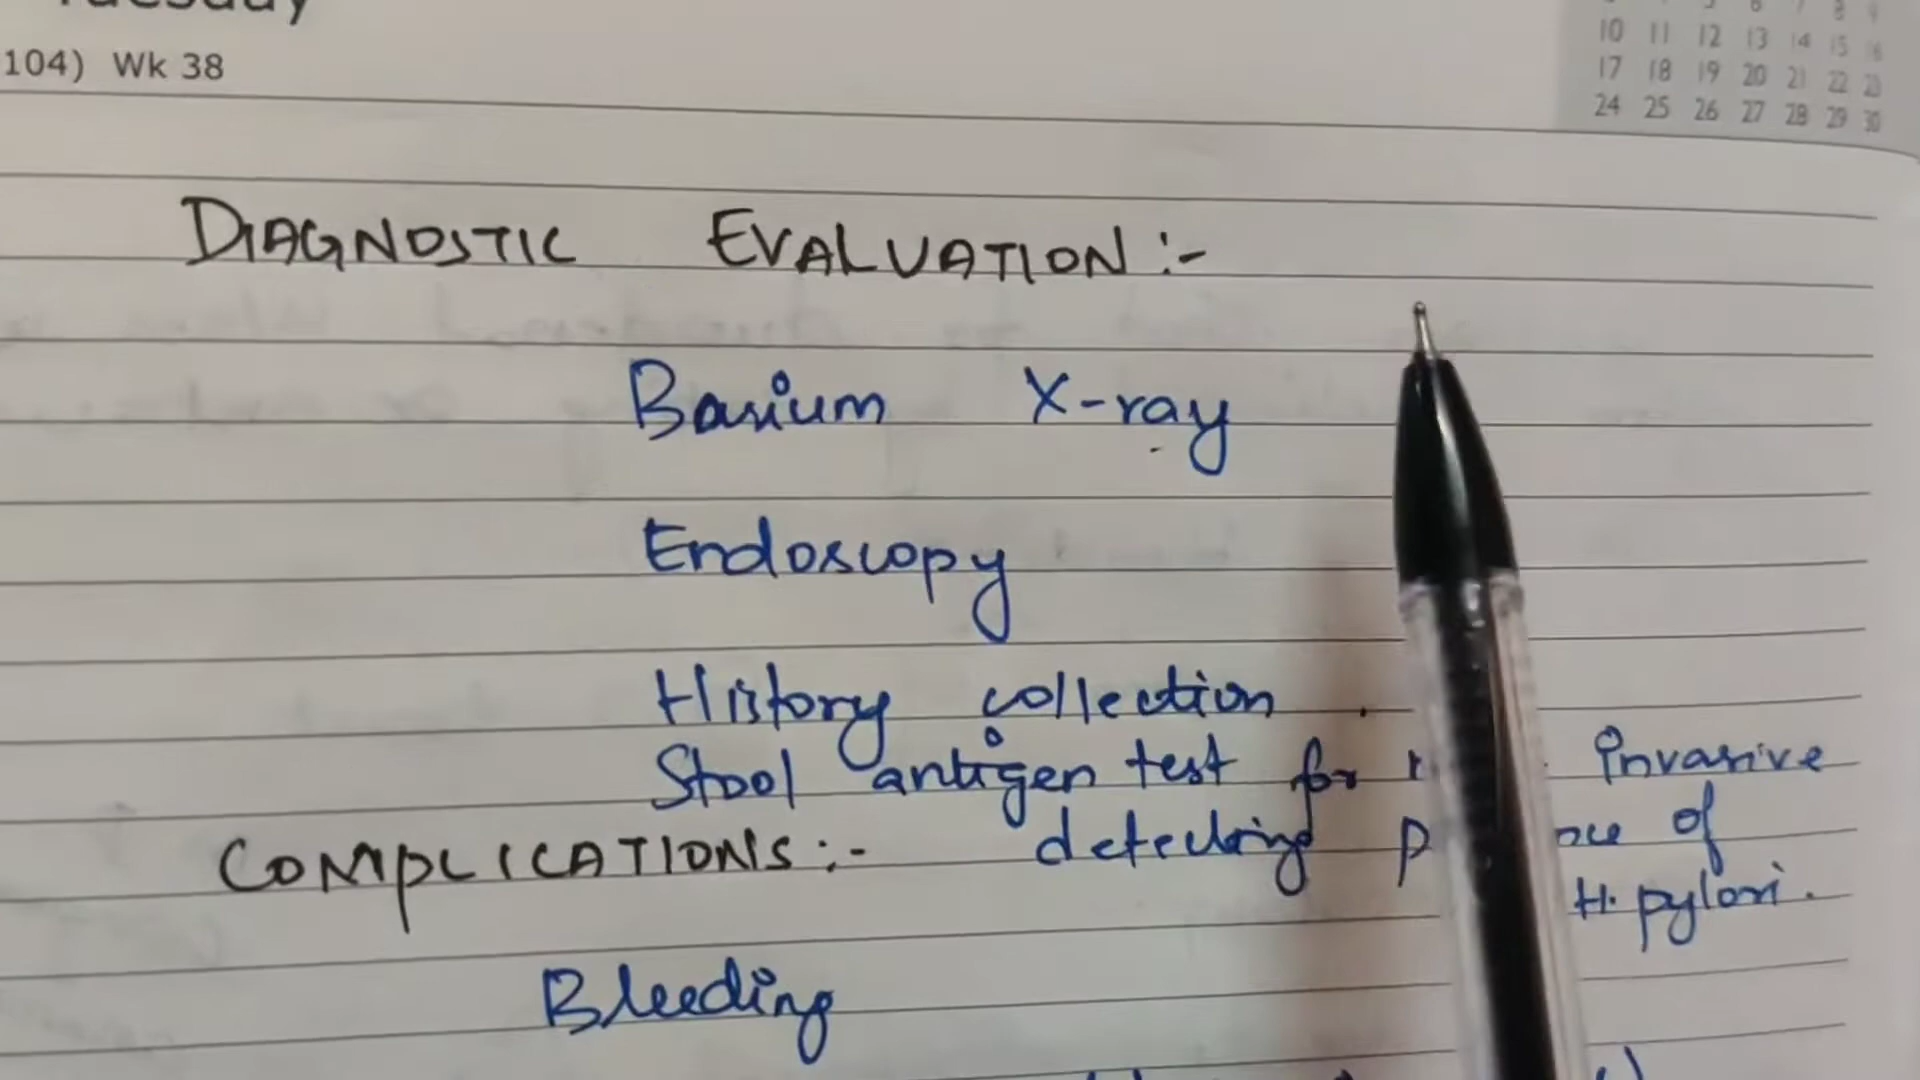 Tuesday
104) Wk 38
10 11 12 13 14 15 16
17 18 19 20 21 22 23
24 25 26 27 28 29 30
DIAGNOSTIC EVALUATION :-
Barium X-ray
Endoscopy
History collection .
Stool antigen test for invasive
detecting of
H. pylori.
COMPLICATIONS :-
Bleeding